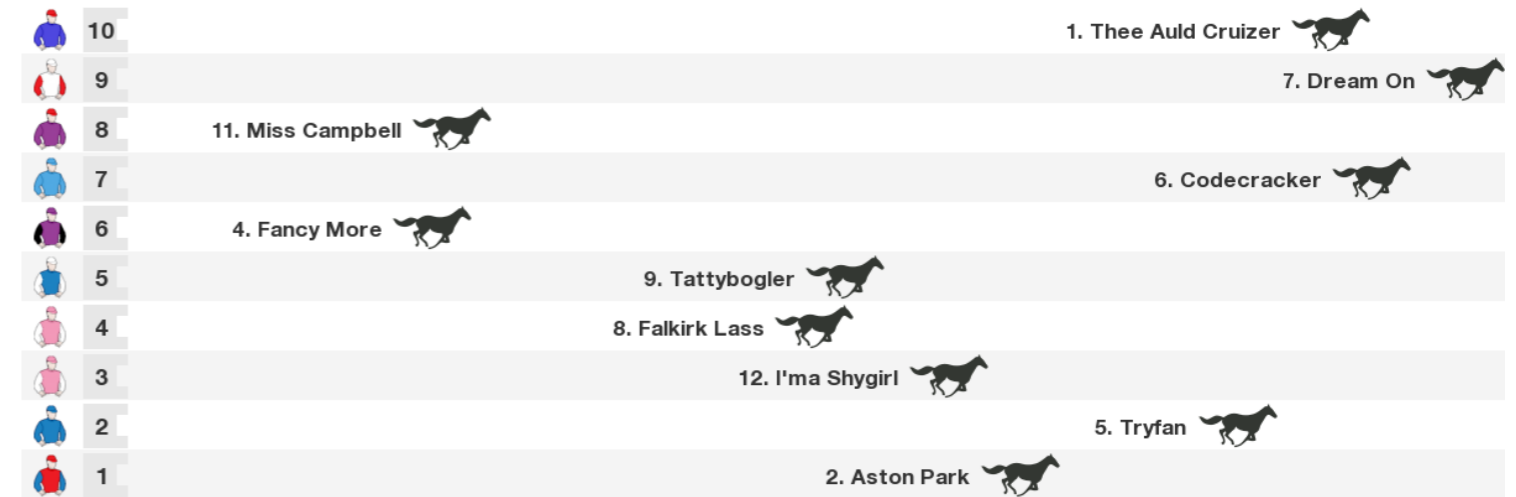 10 1. Thee Auld Cruizer
9 7. Dream On
8 11. Miss Campbell
7 6. Codecracker
6 4. Fancy More
5 9. Tattybogler
4 8. Falkirk Lass
3 12. I'ma Shygirl
2 5. Tryfan
1 2. Aston Park